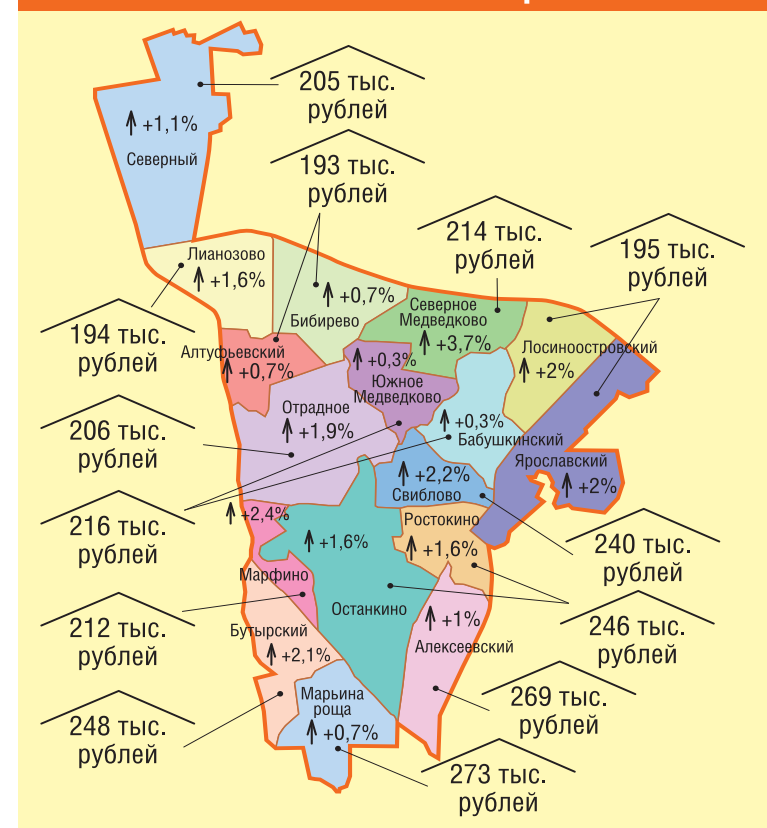 205 тыс.
рублей
+1,1%
Северный
193 тыс.
рублей
214 тыс.
рублей
195 тыс.
рублей
Лианозово
+1,6%
+0,7%
Бибирево
Северное
Медведково
+3,7%
194 тыс.
рублей
Алтуфьевский
+0,7%
+0,3%
Южное
Медведково
Лосиноостровский
+2%
206 тыс.
рублей
Отрадное
+1,9%
+0,3%
Бабушкинский
Ярославский
+2%
+2,2%
Свиблово
216 тыс.
рублей
+2,4%
Марфино
+1,6%
Останкино
Ростокино
+1,6%
240 тыс.
рублей
212 тыс.
рублей
Бутырский
+2,1%
+1%
Алексеевский
246 тыс.
рублей
248 тыс.
рублей
Марьина
роща
+0,7%
269 тыс.
рублей
273 тыс.
рублей